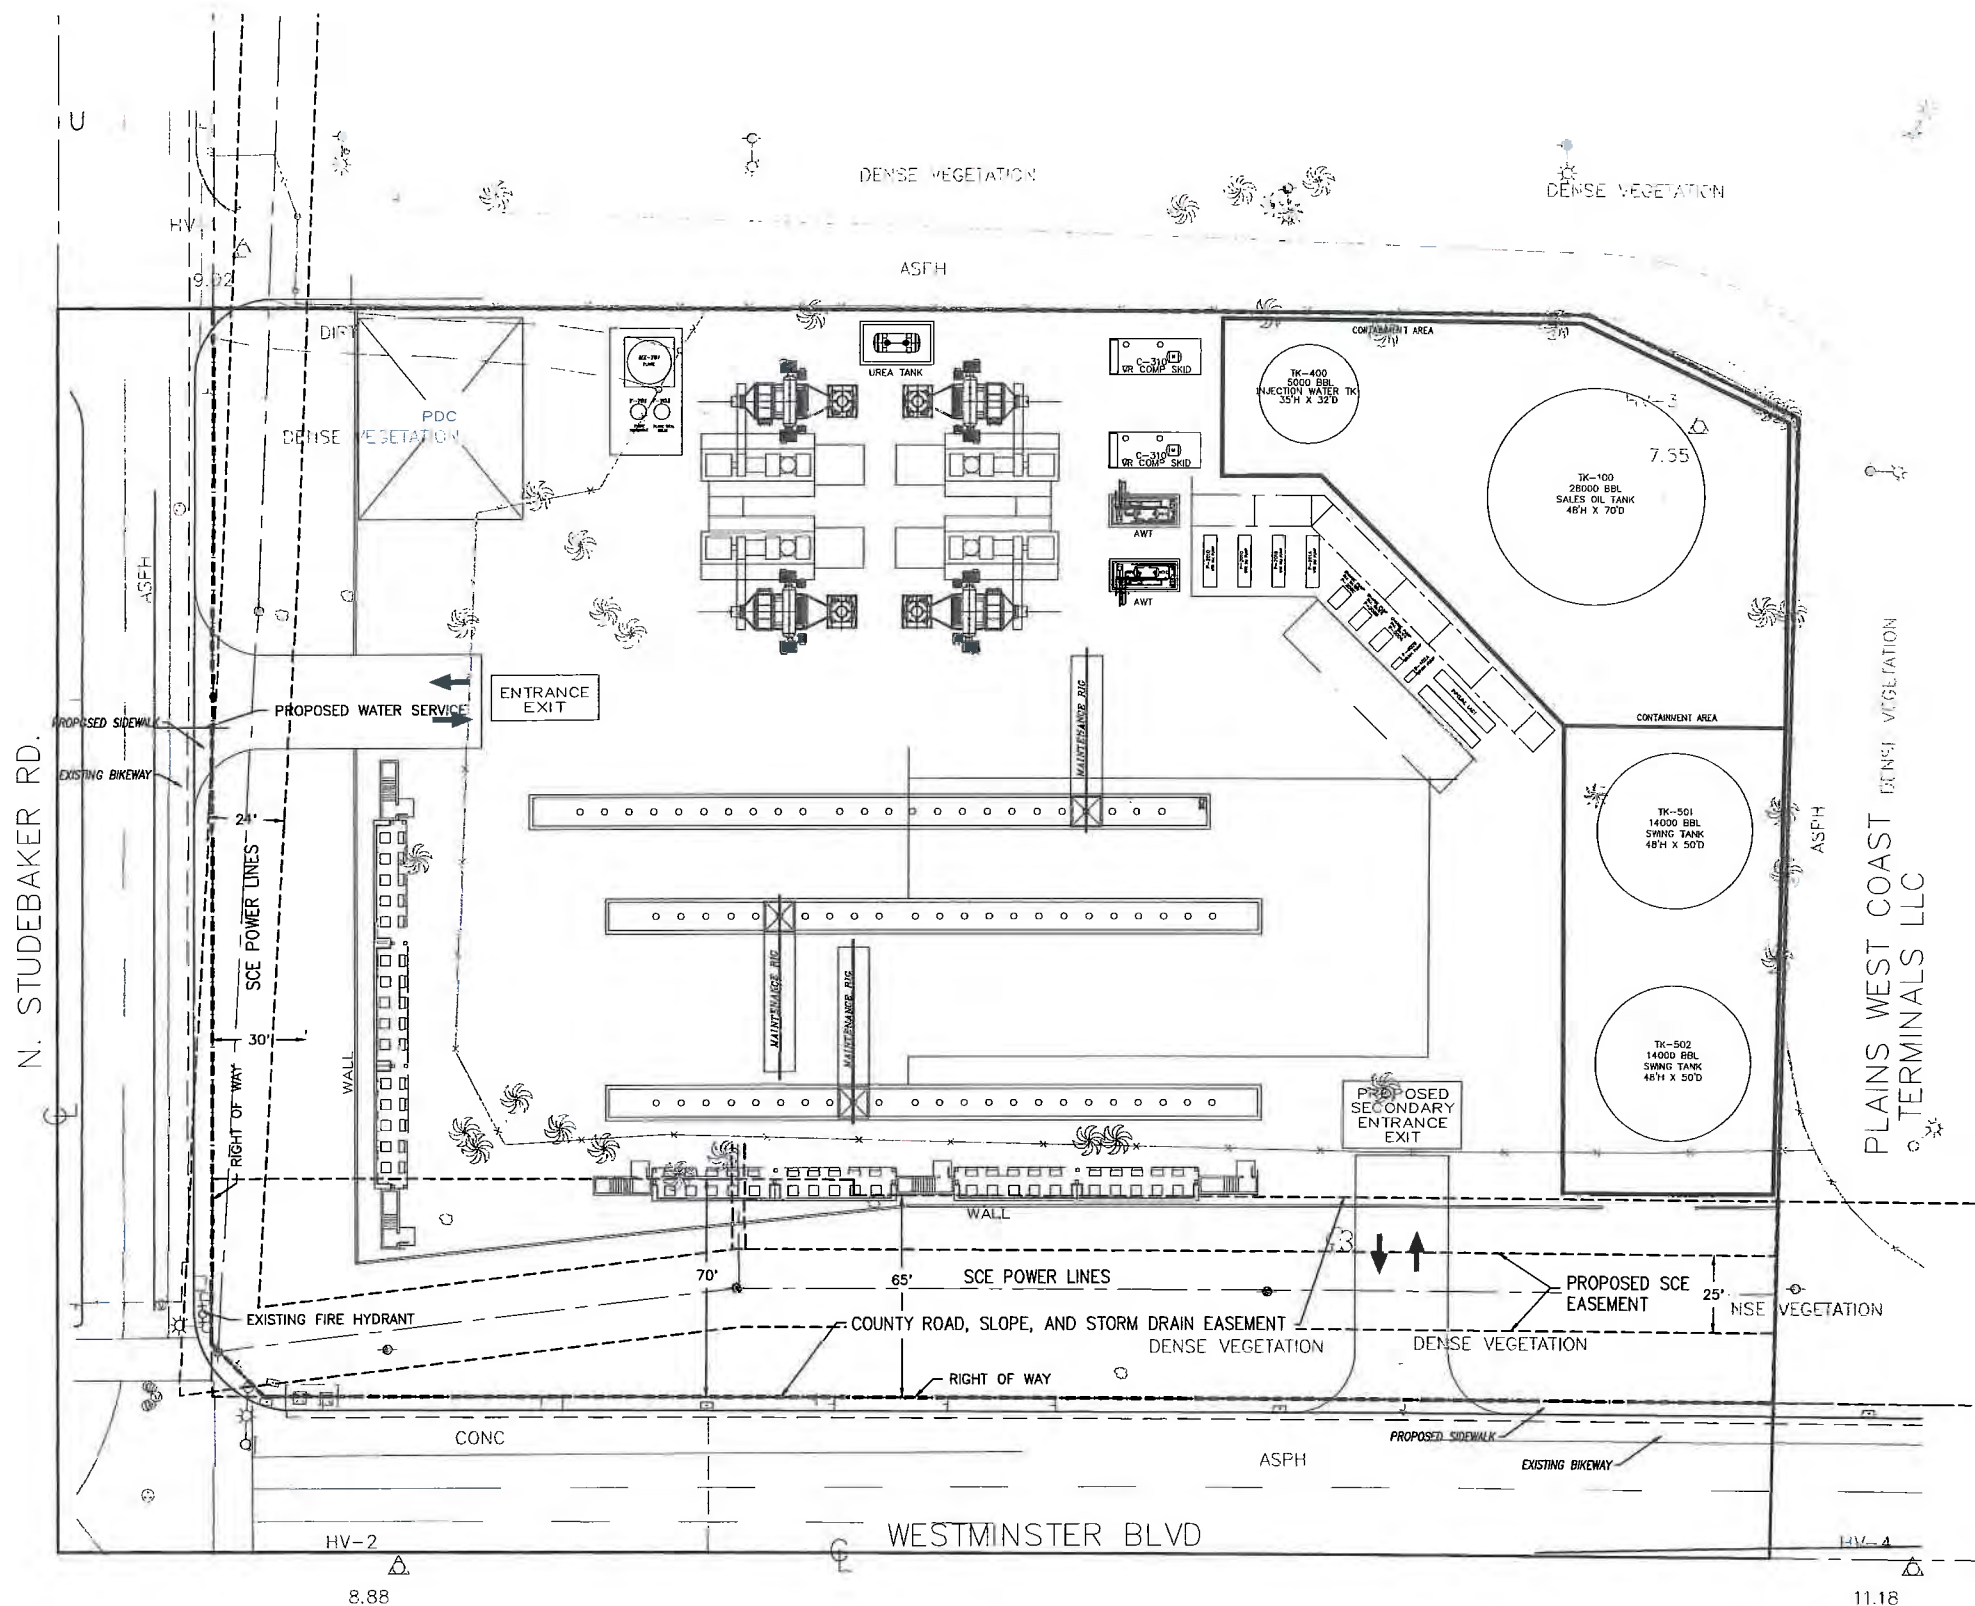 U
DENSE VEGETATION
DENSE VEGETATION
HV
ASPH
9.02
DIRT
CONTAINMENT AREA
UREA TANK
C-310
VR COMP SKID
TK-400
5000 BBL
INJECTION WATER TK
35'H X 32'D
HV-3
7.55
PDC
DENSE VEGETATION
C-310
VR COMP SKID
TK-100
28000 BBL
SALES OIL TANK
48'H X 70'D
AWT
AWT
ASPH
ENTRANCE
EXIT
PROPOSED WATER SERVICE
PROPOSED SIDEWALK
EXISTING BIKEWAY
MAINTENANCE RIG
CONTAINMENT AREA
DENSE VEGETATION
N. STUDEBAKER RD.
24'
SCE POWER LINES
TK-501
14000 BBL
SWING TANK
48'H X 50'D
ASPH
PLAINS WEST COAST
TERMINALS LLC
MAINTENANCE RIG
MAINTENANCE RIG
30'
WALL
RIGHT OF WAY
TK-502
14000 BBL
SWING TANK
48'H X 50'D
PROPOSED
SECONDARY
ENTRANCE
EXIT
WALL
70'
65'
SCE POWER LINES
PROPOSED SCE
EASEMENT
25'
NSE VEGETATION
EXISTING FIRE HYDRANT
COUNTY ROAD, SLOPE, AND STORM DRAIN EASEMENT
DENSE VEGETATION
DENSE VEGETATION
RIGHT OF WAY
CONC
PROPOSED SIDEWALK
ASPH
EXISTING BIKEWAY
WESTMINSTER BLVD
HV-2
HV-4
8.88
11.18